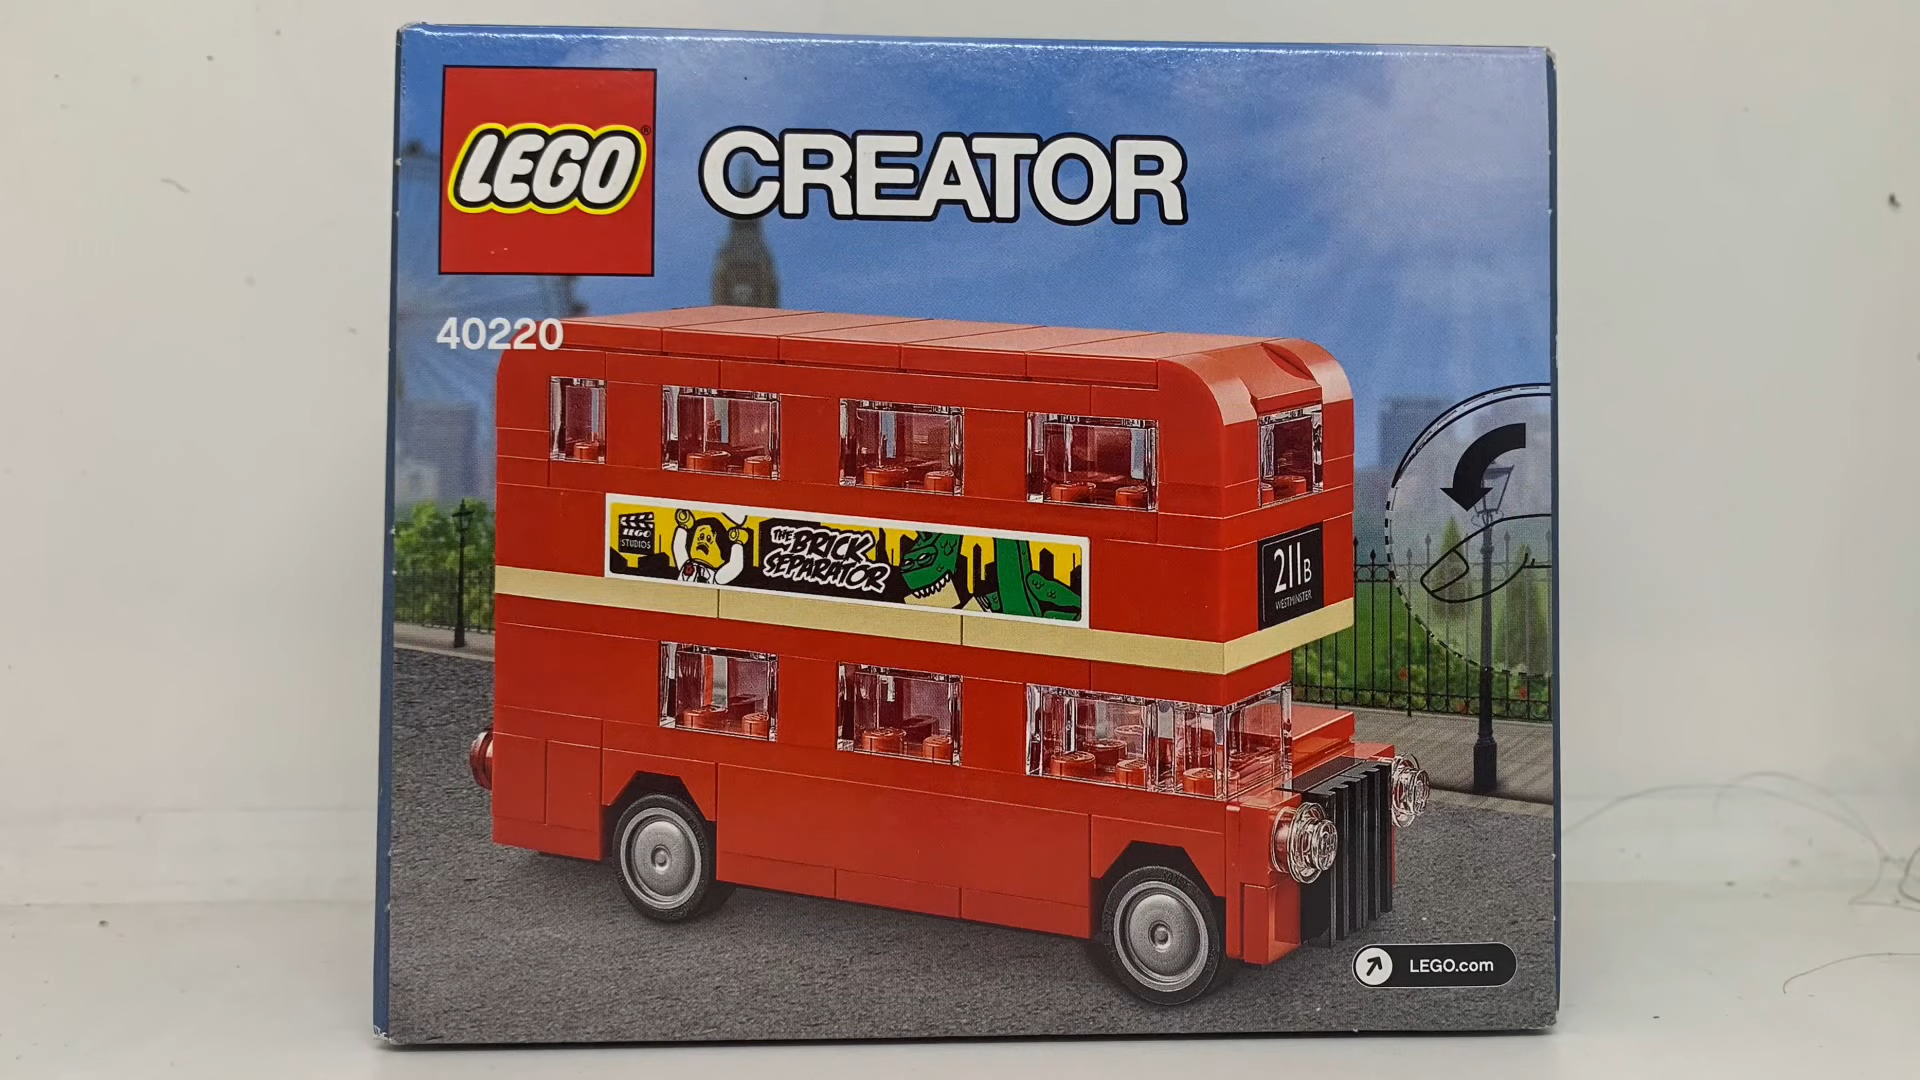 LEGO®
CREATOR
40220
LEGO
STUDIOS
THE BRICK
SEPARATOR
211B
WESTMINSTER
LEGO.com